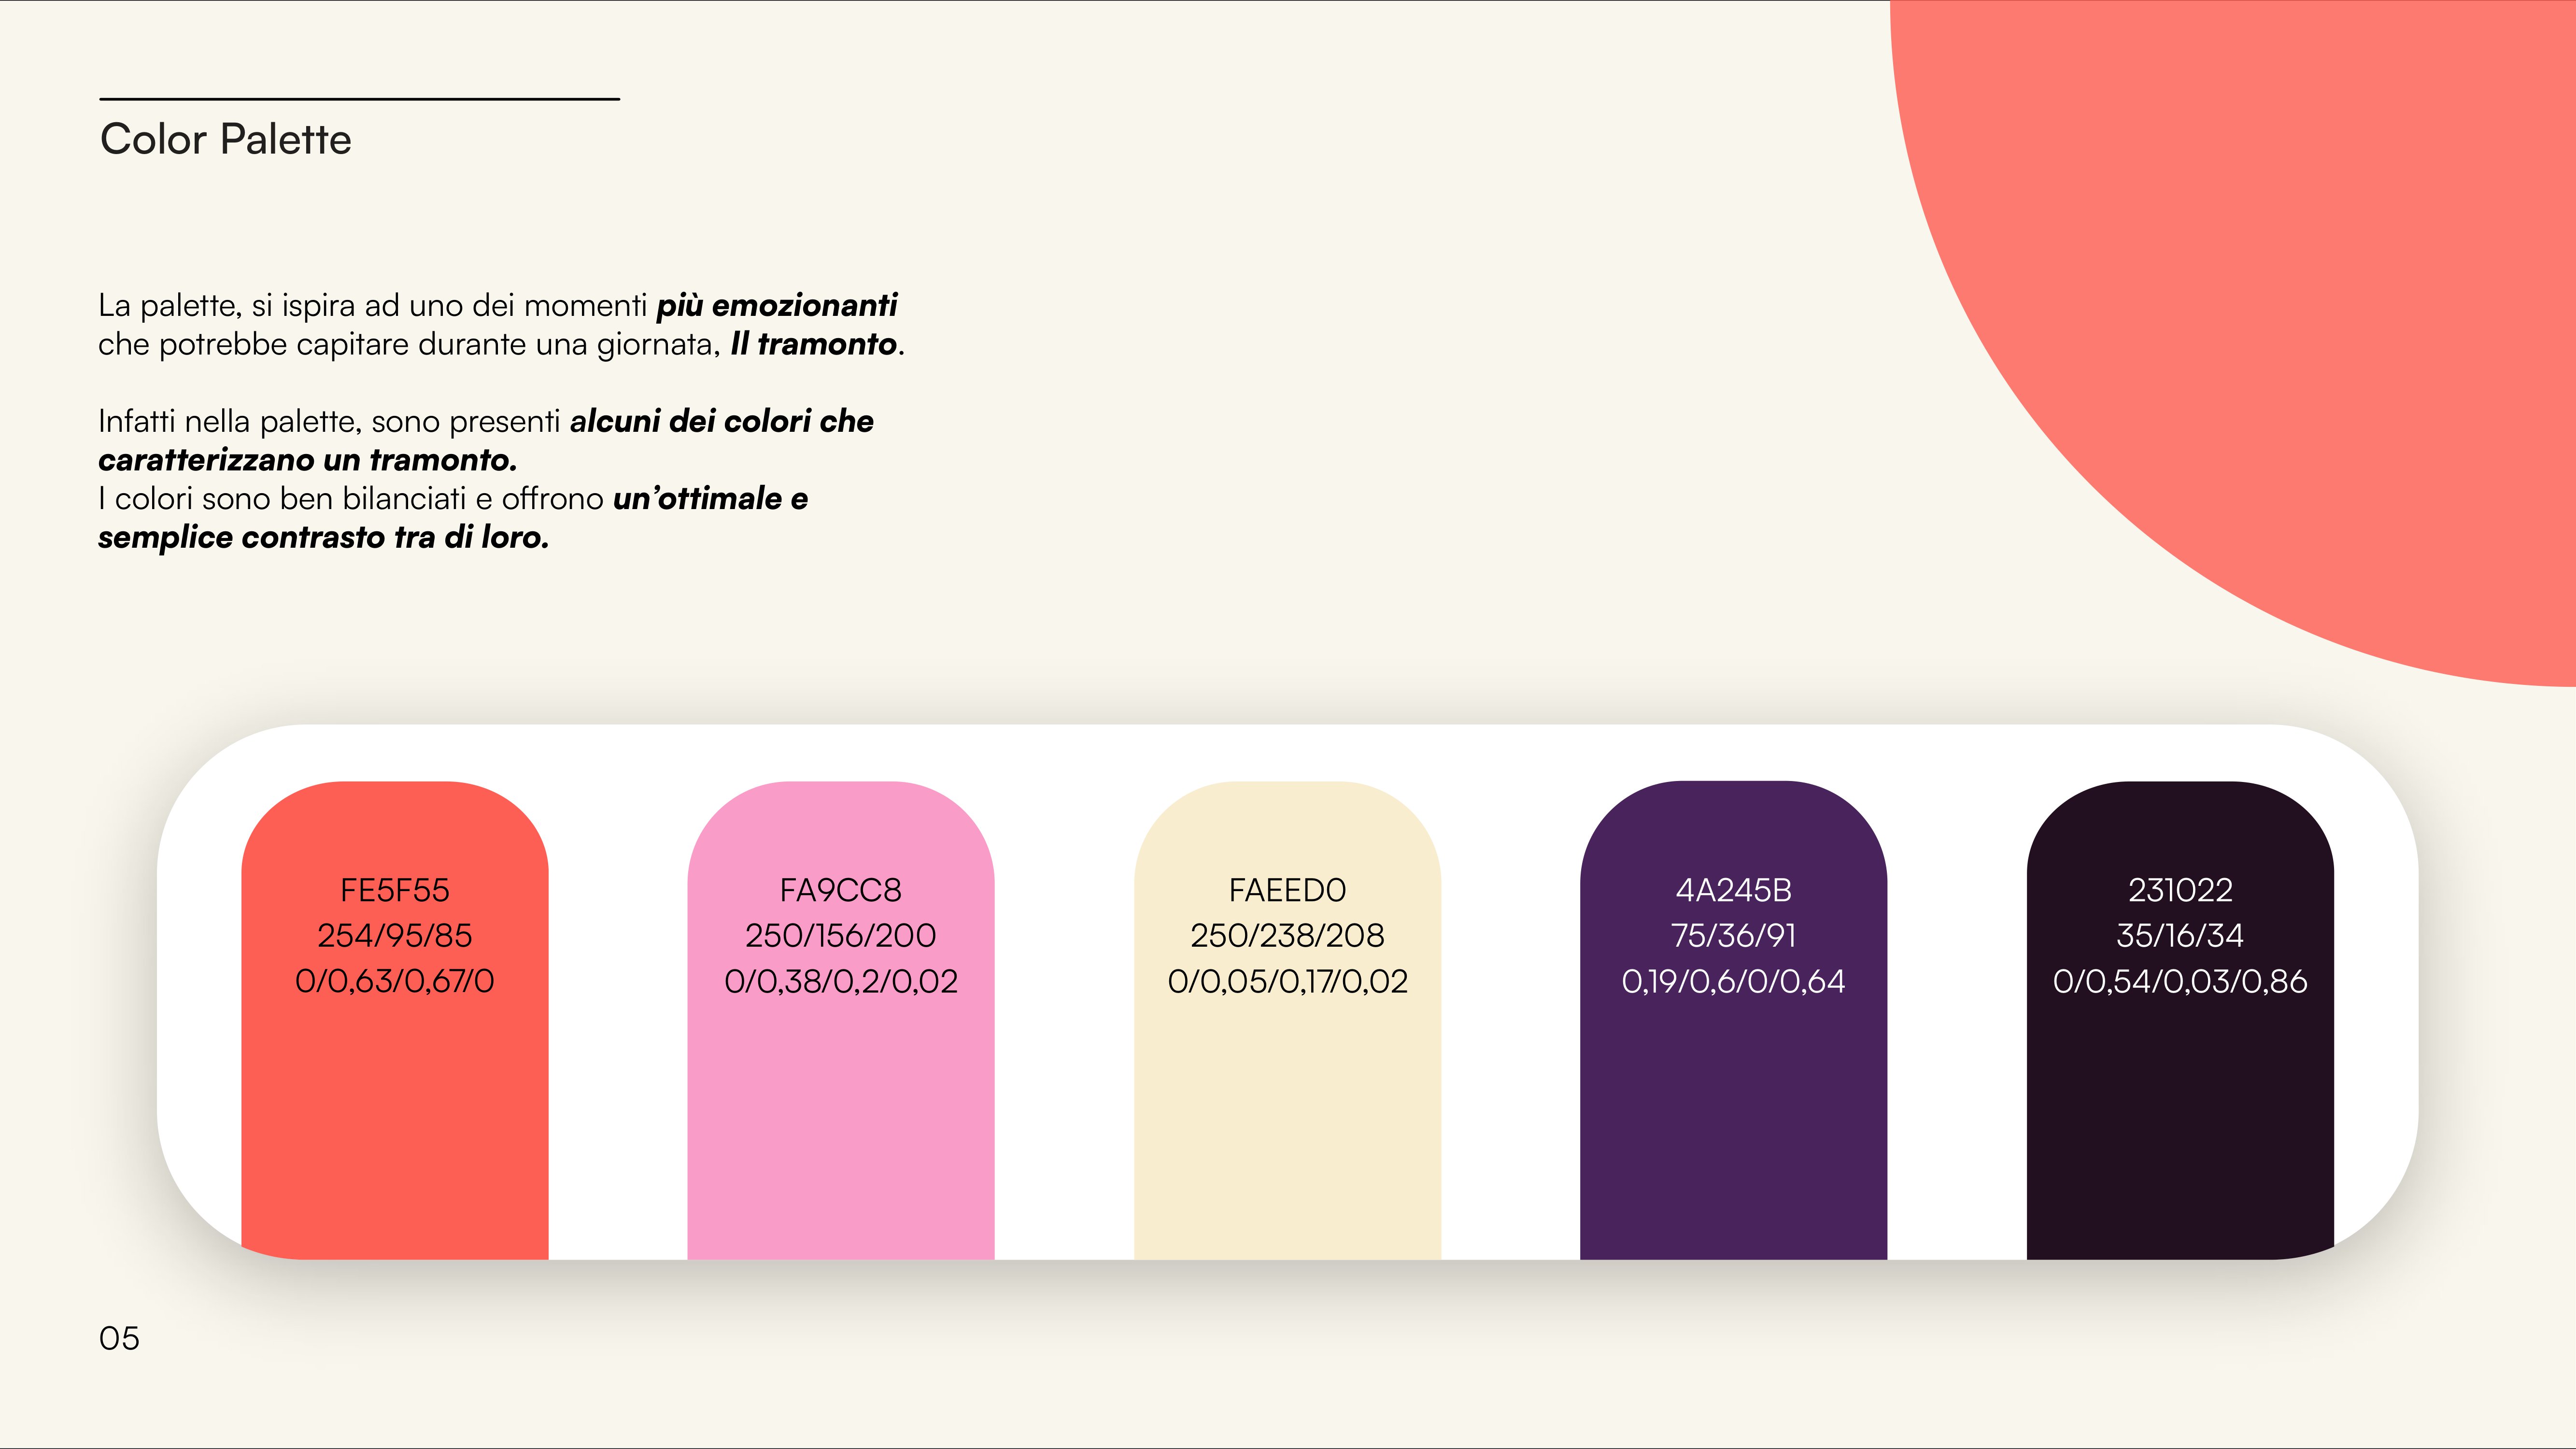 Color Palette
La palette, si ispira ad uno dei momenti più emozionanti
che potrebbe capitare durante una giornata, Il tramonto.
Infatti nella palette, sono presenti alcuni dei colori che
caratterizzano un tramonto.
I colori sono ben bilanciati e offrono un’ottimale e
semplice contrasto tra di loro.
FE5F55
254/95/85
0/0,63/0,67/0
FA9CC8
250/156/200
0/0,38/0,2/0,02
FAEED0
250/238/208
0/0,05/0,17/0,02
4A245B
75/36/91
0,19/0,6/0/0,64
231022
35/16/34
0/0,54/0,03/0,86
05